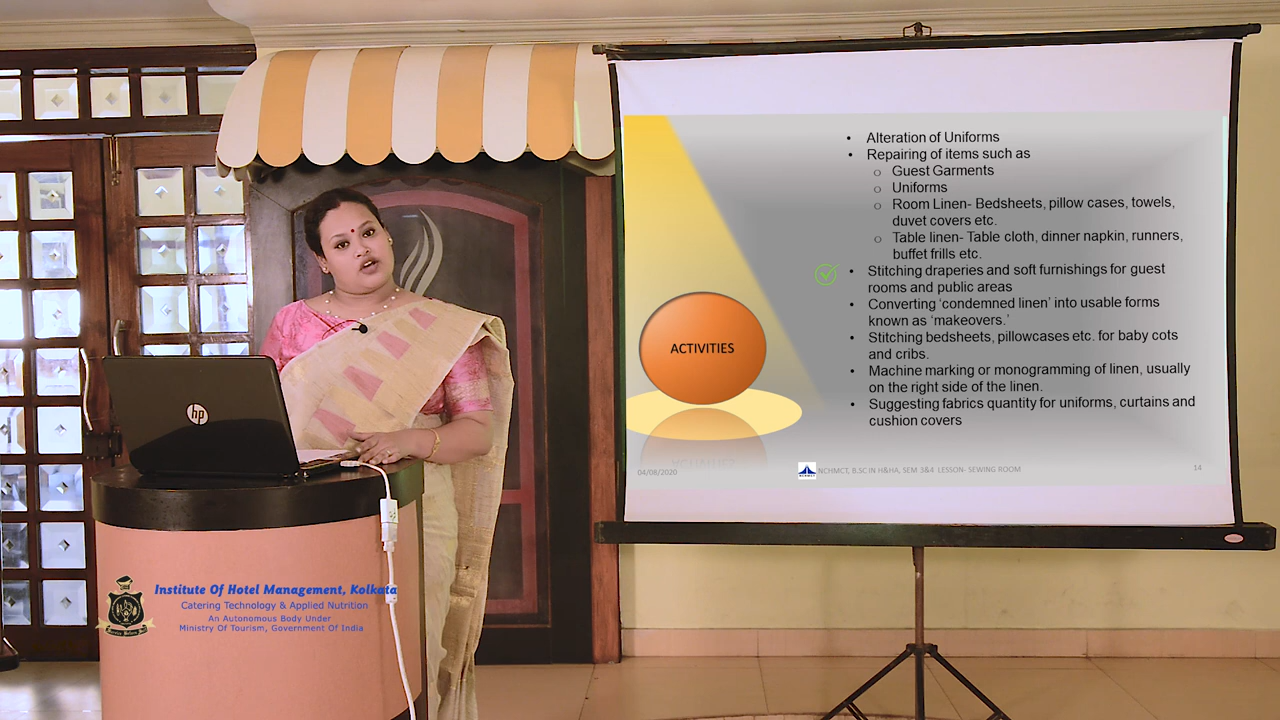 • Alteration of Uniforms
• Repairing of items such as
o Guest Garments
o Uniforms
o Room Linen- Bedsheets, pillow cases, towels,
duvet covers etc.
o Table linen- Table cloth, dinner napkin, runners,
buffet frills etc.
• Stitching draperies and soft furnishings for guest
rooms and public areas
• Converting ‘condemned linen’ into usable forms
known as ‘makeovers.’
• Stitching bedsheets, pillowcases etc. for baby cots
and cribs.
• Machine marking or monogramming of linen, usually
on the right side of the linen.
• Suggesting fabrics quantity for uniforms, curtains and
cushion covers
ACTIVITIES
04/08/2020
NCHMCT, B.SC IN H&HA, SEM 3&4 LESSON- SEWING ROOM
14
hp
Institute Of Hotel Management, Kolkata
Catering Technology & Applied Nutrition
An Autonomous Body Under
Ministry Of Tourism, Government Of India